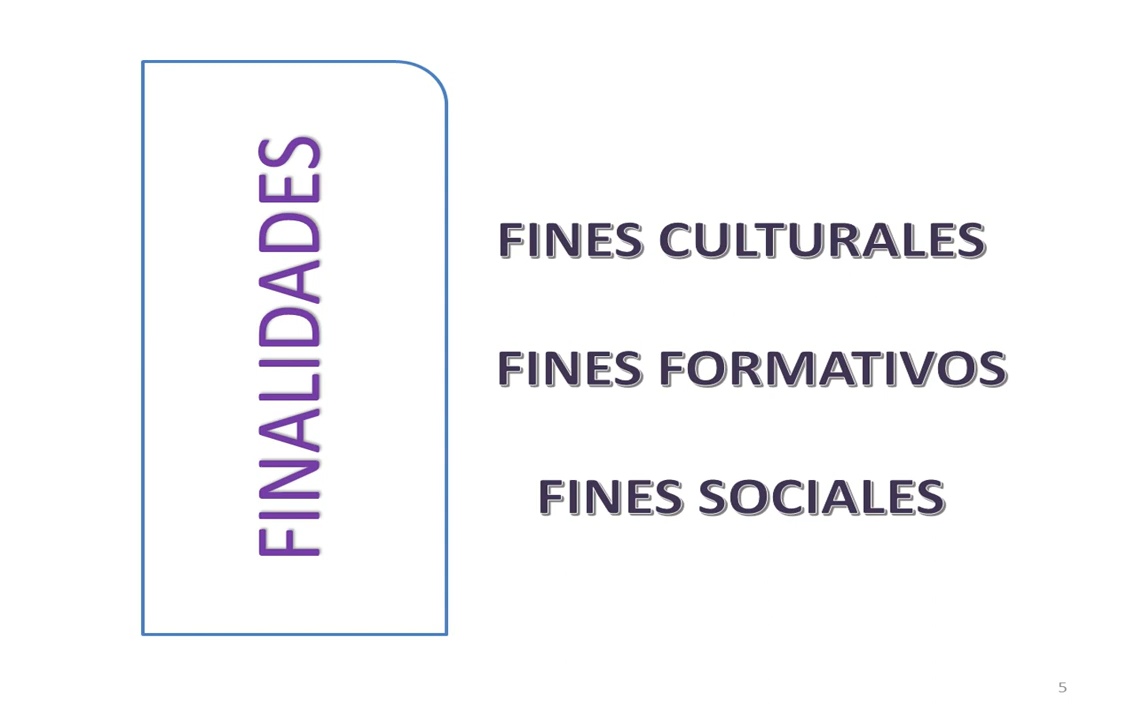 FINALIDADES
FINES CULTURALES
FINES FORMATIVOS
FINES SOCIALES
5